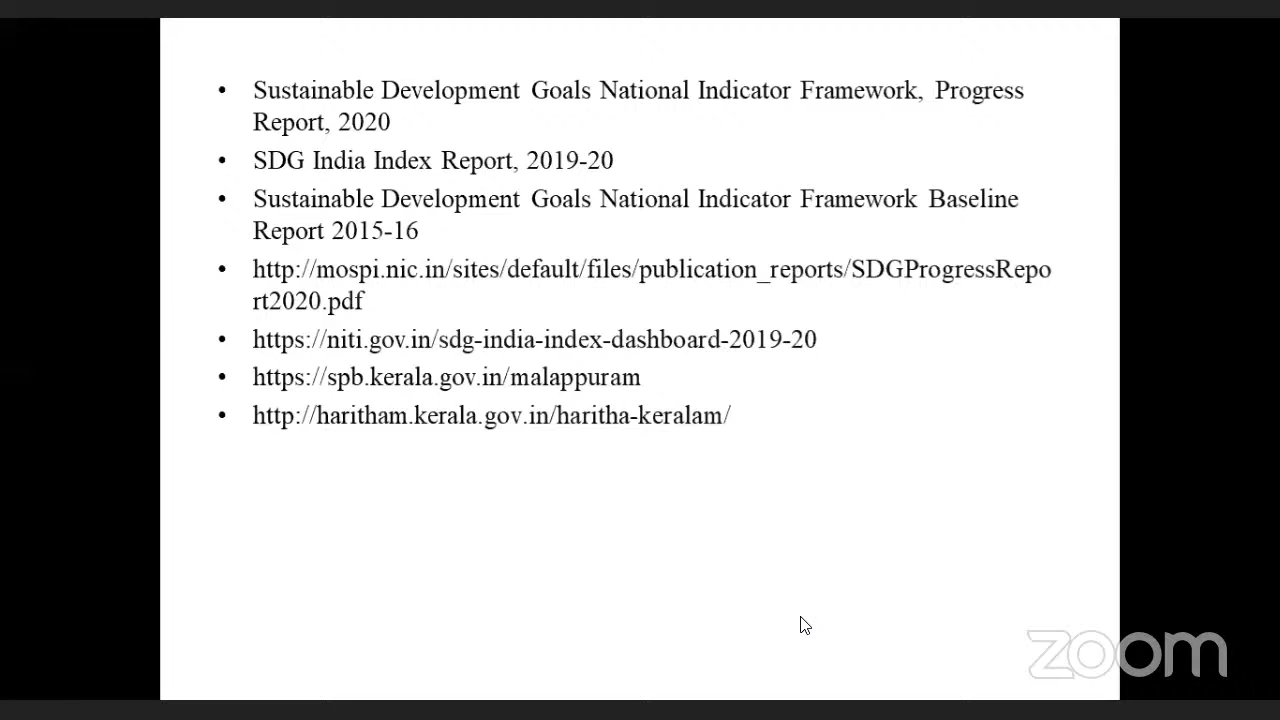 • Sustainable Development Goals National Indicator Framework, Progress
Report, 2020
• SDG India Index Report, 2019-20
• Sustainable Development Goals National Indicator Framework Baseline
Report 2015-16
• http://mospi.nic.in/sites/default/files/publication_reports/SDGProgressRepo
rt2020.pdf
• https://niti.gov.in/sdg-india-index-dashboard-2019-20
• https://spb.kerala.gov.in/malappuram
• http://haritham.kerala.gov.in/haritha-keralam/
zoom